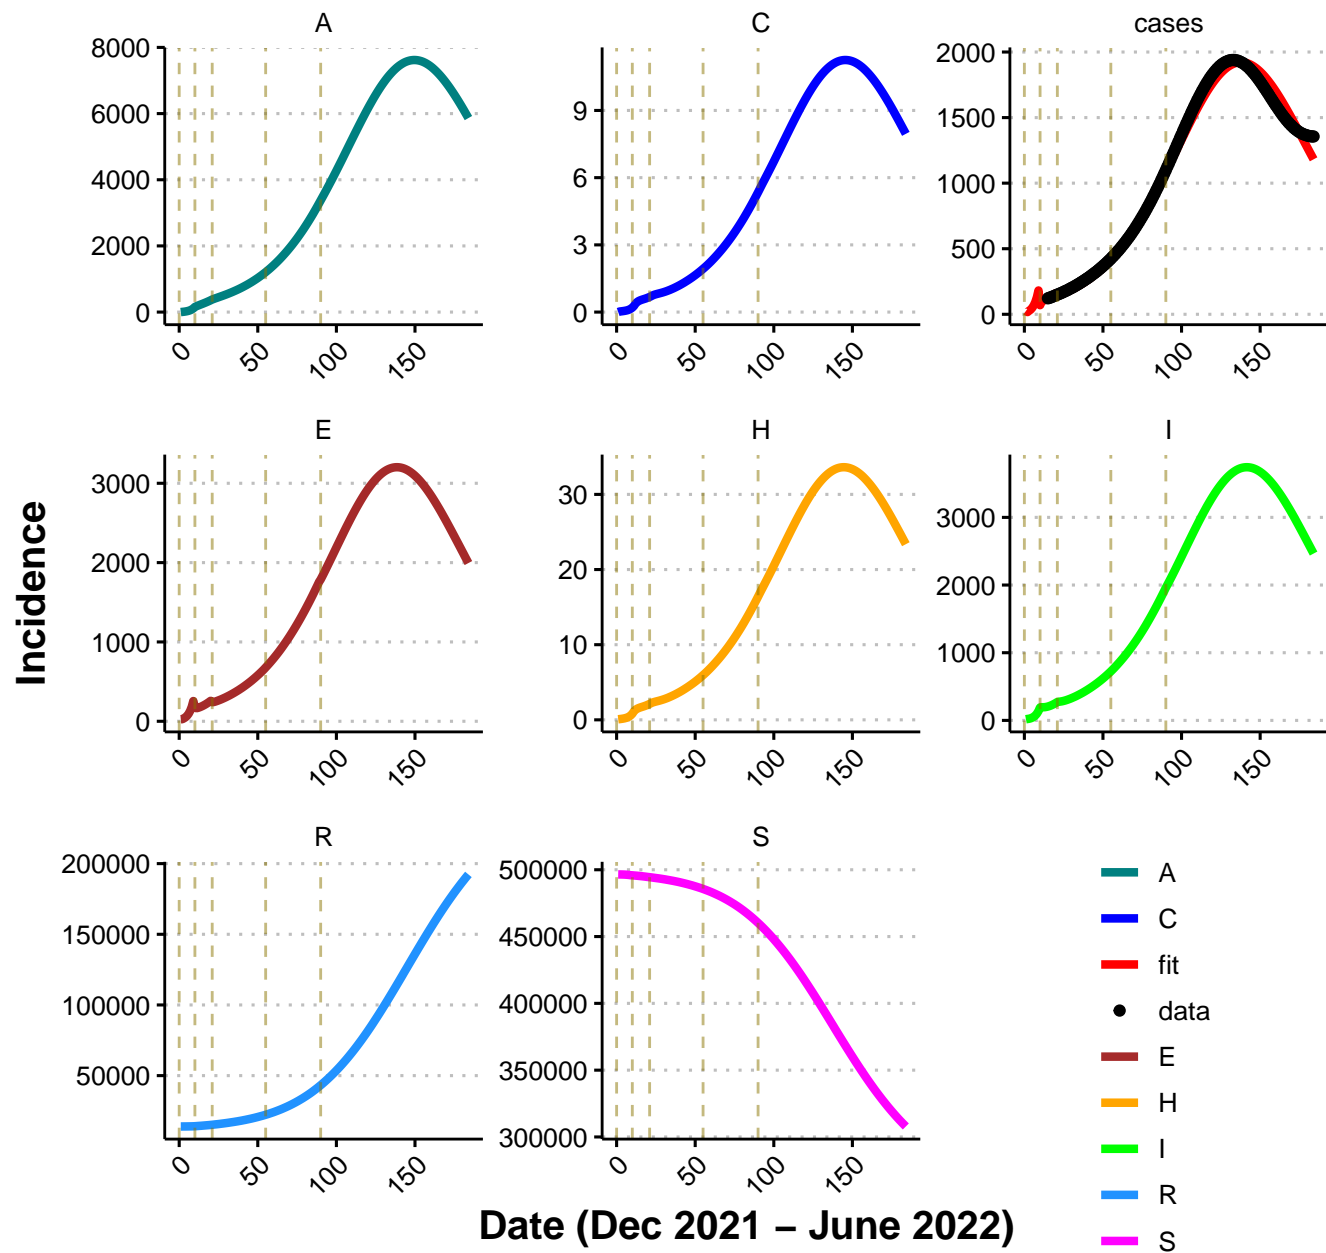 A
8000
6000
4000
2000
0
0 50 100 150
C
9
6
3
0
0 50 100 150
cases
2000
1500
1000
500
0
0 50 100 150
E
3000
2000
1000
0
0 50 100 150
H
30
20
10
0
0 50 100 150
I
3000
2000
1000
0
0 50 100 150
R
200000
150000
100000
50000
0 50 100 150
S
500000
450000
400000
350000
300000
0 50 100 150
A
C
fit
data
E
H
I
R
S
Incidence
Date (Dec 2021 – June 2022)